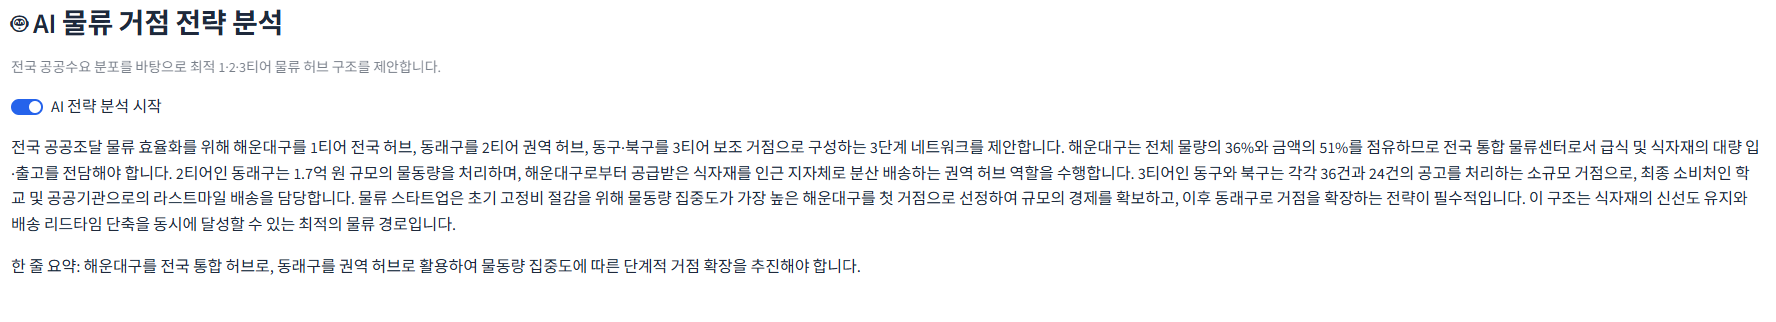 AI 물류 거점 전략 분석
전국 공공수요 분포를 바탕으로 최적 1·2·3티어 물류 허브 구조를 제안합니다.
AI 전략 분석 시작
전국 공공조달 물류 효율화를 위해 해운대구를 1티어 전국 허브, 동래구를 2티어 권역 허브, 동구·북구를 3티어 보조 거점으로 구성하는 3단계 네트워크를 제안합니다. 해운대구는 전체 물량의 36%와 금액의 51%를 점유하므로 전국 통합 물류센터로서 급식 및 식자재의 대량 입
·출고를 전담해야 합니다. 2티어인 동래구는 1.7억 원 규모의 물동량을 처리하며, 해운대구로부터 공급받은 식자재를 인근 지자체로 분산 배송하는 권역 허브 역할을 수행합니다. 3티어인 동구와 북구는 각각 36건과 24건의 공고를 처리하는 소규모 거점으로, 최종 소비처인 학
교 및 공공기관으로의 라스트마일 배송을 담당합니다. 물류 스타트업은 초기 고정비 절감을 위해 물동량 집중도가 가장 높은 해운대구를 첫 거점으로 선정하여 규모의 경제를 확보하고, 이후 동래구로 거점을 확장하는 전략이 필수적입니다. 이 구조는 식자재의 신선도 유지와
배송 리드타임 단축을 동시에 달성할 수 있는 최적의 물류 경로입니다.
한 줄 요약: 해운대구를 전국 통합 허브로, 동래구를 권역 허브로 활용하여 물동량 집중도에 따른 단계적 거점 확장을 추진해야 합니다.